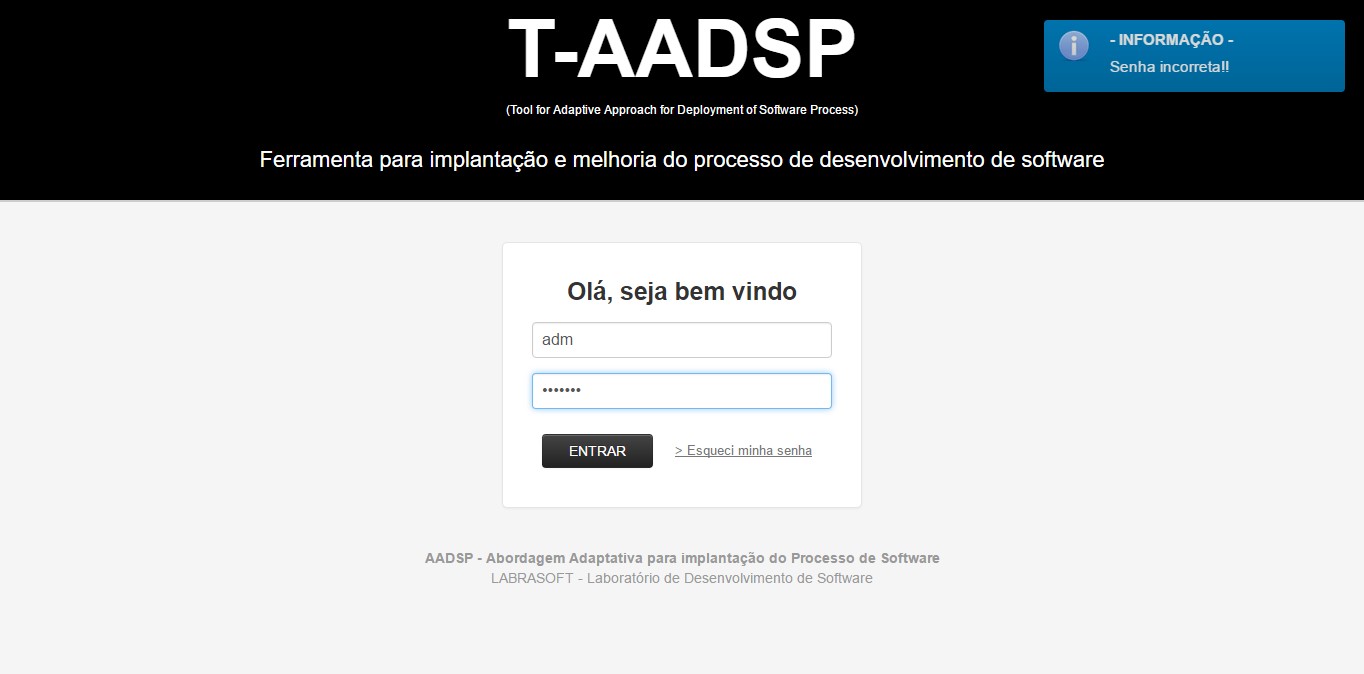 T-AADSP
(Tool for Adaptive Approach for Deployment of Software Process)
Ferramenta para implantação e melhoria do processo de desenvolvimento de software
- INFORMAÇÃO -
Senha incorreta!!
Olá, seja bem vindo
adm
•••••••
ENTRAR
> Esqueci minha senha
AADSP - Abordagem Adaptativa para implantação do Processo de Software
LABRASOFT - Laboratório de Desenvolvimento de Software